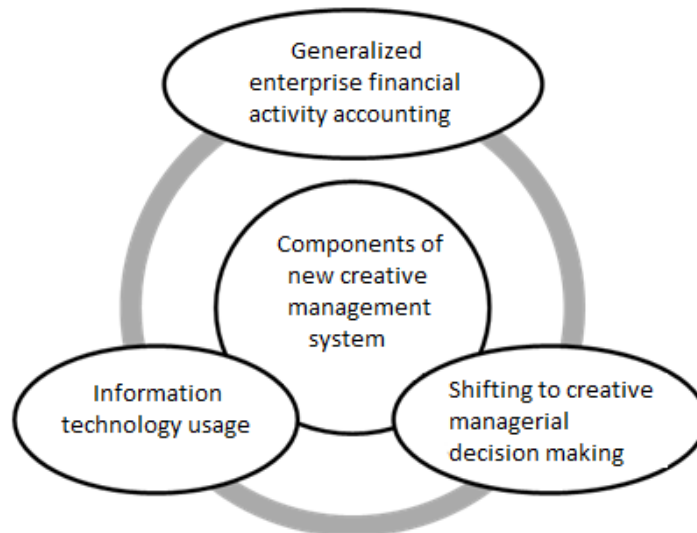 Generalized
enterprise financial
activity accounting
Components of
new creative
management
system
Information
technology usage
Shifting to creative
managerial
decision making